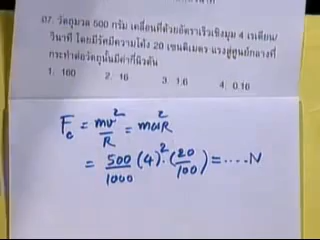 07. วัตถุมวล 500 กรัม เคลื่อนที่ด้วยอัตราเร็วเชิงมุม 4 เรเดียน/
วินาที โดยมีรัศมีความโค้ง 20 เซนติเมตร แรงสู่ศูนย์กลางที่
กระทำต่อวัตถุนั้นมีค่ากี่นิวตัน
1. 160 2. 16 3. 1.6 4. 0.16
F_c = mv²/R = mω²R
= 500/1000 (4)²·(20/100) = ....N